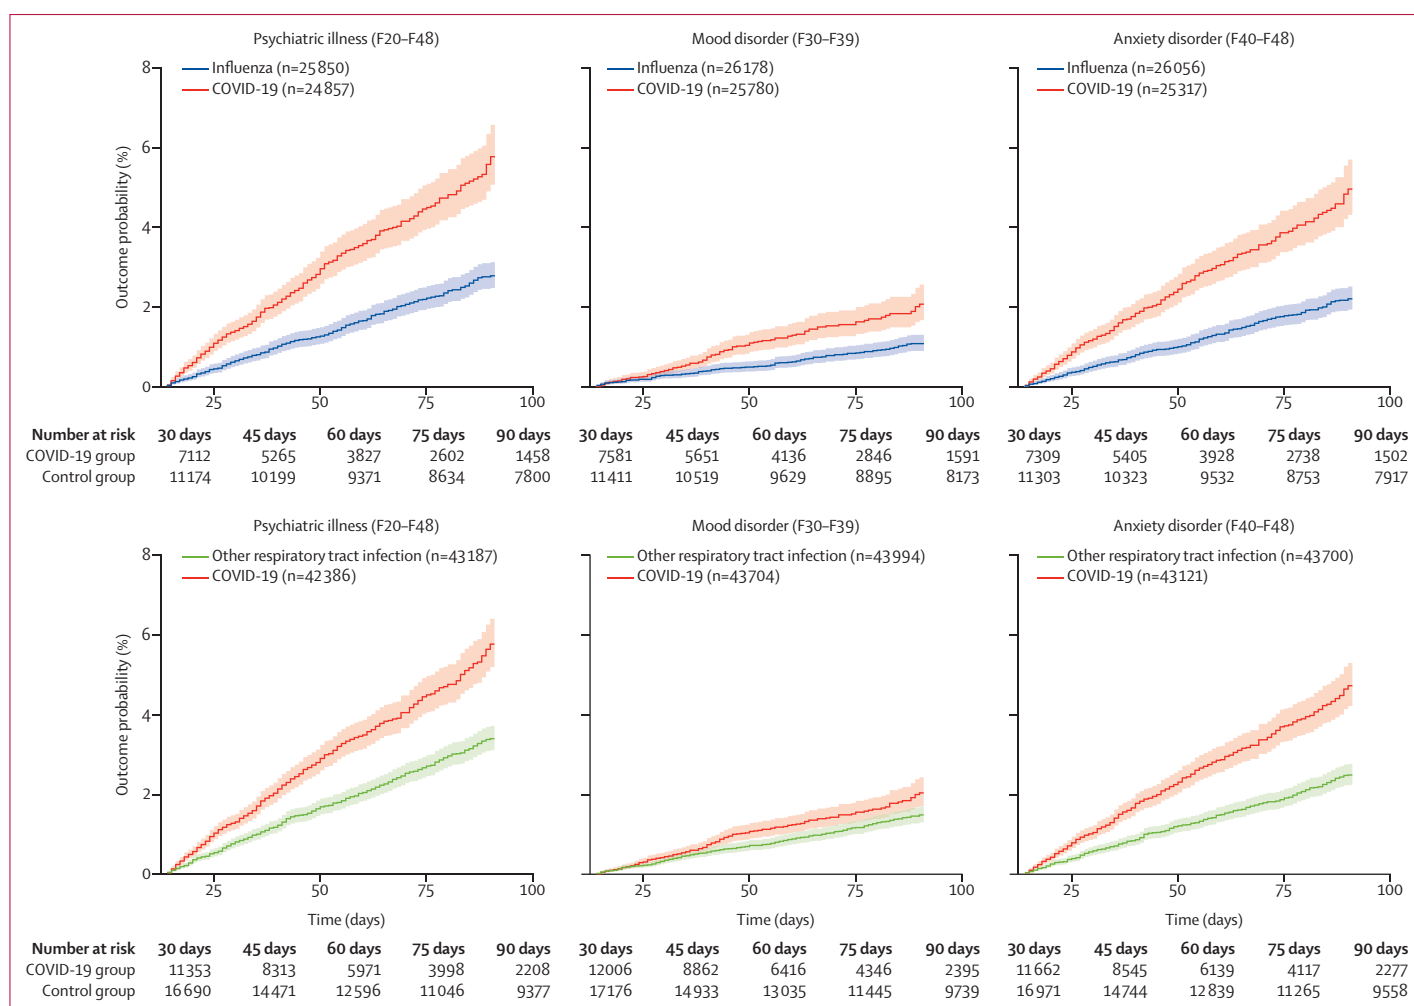 Psychiatric illness (F20–F48)
Mood disorder (F30–F39)
Anxiety disorder (F40–F48)
Influenza (n=25 850)
COVID-19 (n=24 857)
Influenza (n=26 178)
COVID-19 (n=25 780)
Influenza (n=26 056)
COVID-19 (n=25 317)
Outcome probability (%)
8
6
4
2
0
25 50 75 100
25 50 75 100
25 50 75 100
Number at risk 30 days 45 days 60 days 75 days 90 days 30 days 45 days 60 days 75 days 90 days 30 days 45 days 60 days 75 days 90 days
COVID-19 group 7112 5265 3827 2602 1458 7581 5651 4136 2846 1591 7309 5405 3928 2738 1502
Control group 11 174 10 199 9371 8634 7800 11 411 10 519 9629 8895 8173 11 303 10 323 9532 8753 7917
Psychiatric illness (F20–F48)
Mood disorder (F30–F39)
Anxiety disorder (F40–F48)
Other respiratory tract infection (n=43 187)
COVID-19 (n=42 386)
Other respiratory tract infection (n=43 994)
COVID-19 (n=43 704)
Other respiratory tract infection (n=43 700)
COVID-19 (n=43 121)
Outcome probability (%)
8
6
4
2
0
25 50 75 100
25 50 75 100
25 50 75 100
Time (days)
Time (days)
Time (days)
Number at risk 30 days 45 days 60 days 75 days 90 days 30 days 45 days 60 days 75 days 90 days 30 days 45 days 60 days 75 days 90 days
COVID-19 group 11 353 8313 5971 3998 2208 12 006 8862 6416 4346 2395 11 662 8545 6139 4117 2277
Control group 16 690 14 471 12 596 11 046 9377 17 176 14 933 13 035 11 445 9739 16 971 14 744 12 839 11 265 9558